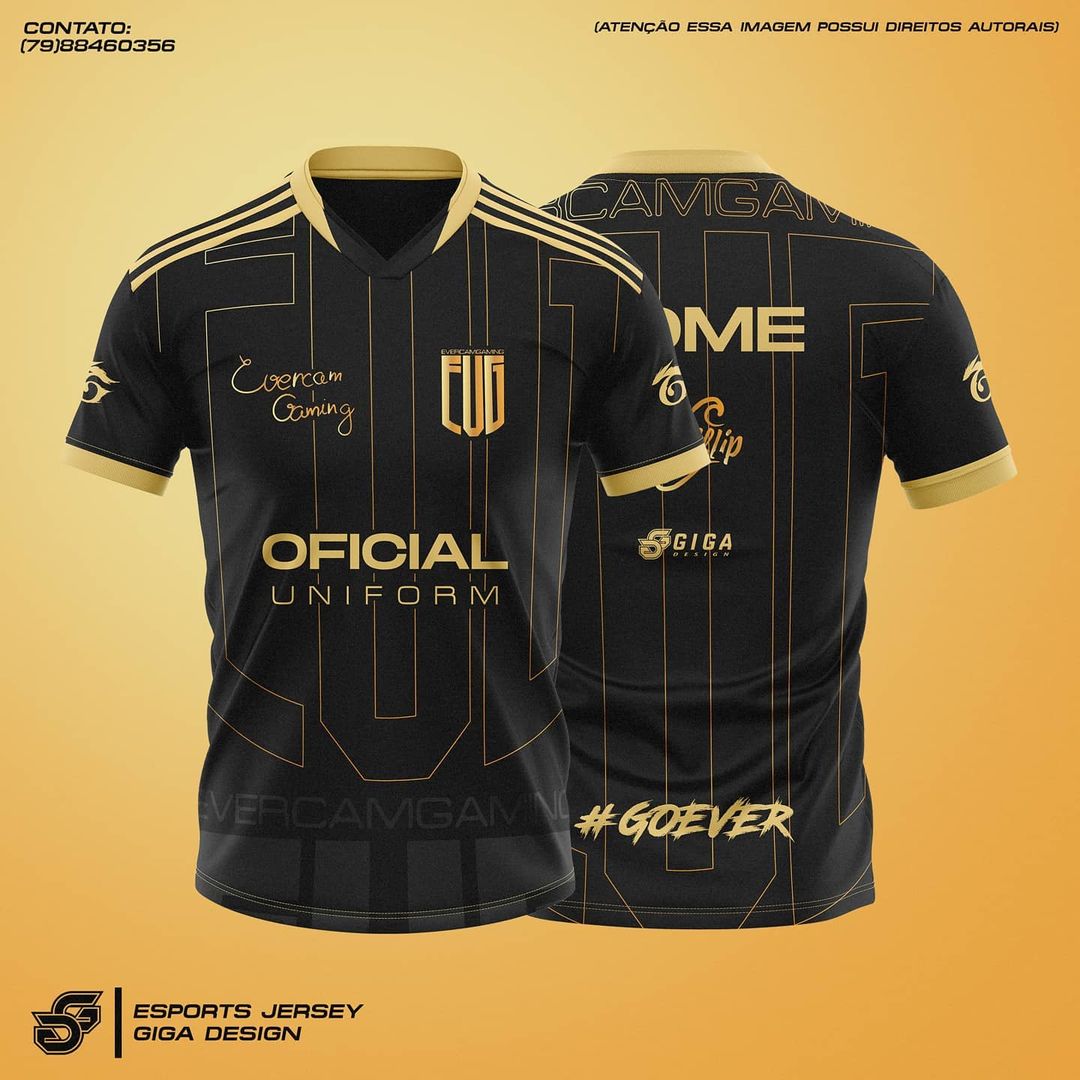 CONTATO:
(79)88460356
(ATENÇÃO ESSA IMAGEM POSSUI DIREITOS AUTORAIS)
Evercam
Gaming
EVERCAMGAMING
EVG
OFICIAL
UNIFORM
EVERCAMGAMING
OME
GIGA
DESIGN
#GOEVER
ESPORTS JERSEY
GIGA DESIGN